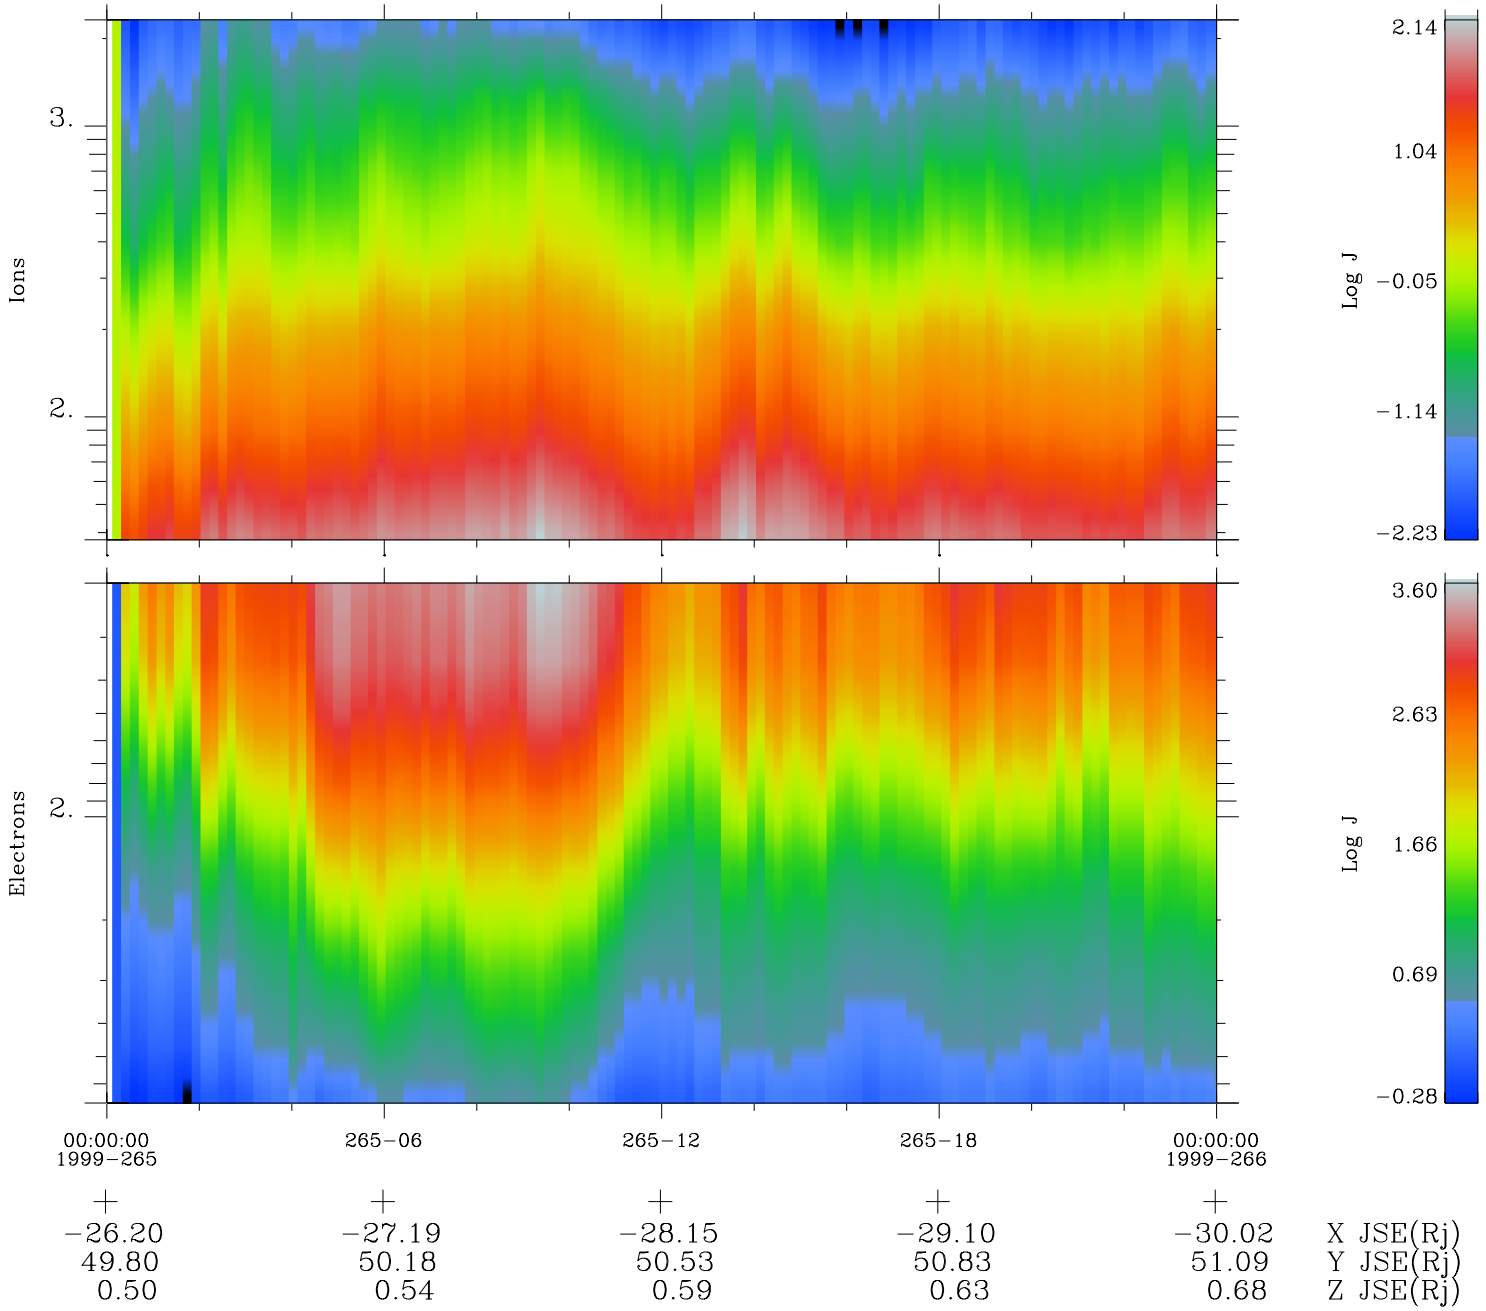 3.
2.
Ions
2.14
1.04
-0.05
-1.14
-2.23
Log J
2.
Electrons
3.60
2.63
1.66
0.69
-0.28
Log J
00:00:00 265-06 265-12 265-18 00:00:00
1999-265 1999-266
-26.20 -27.19 -28.15 -29.10 -30.02 X JSE(Rj)
49.80 50.18 50.53 50.83 51.09 Y JSE(Rj)
0.50 0.54 0.59 0.63 0.68 Z JSE(Rj)